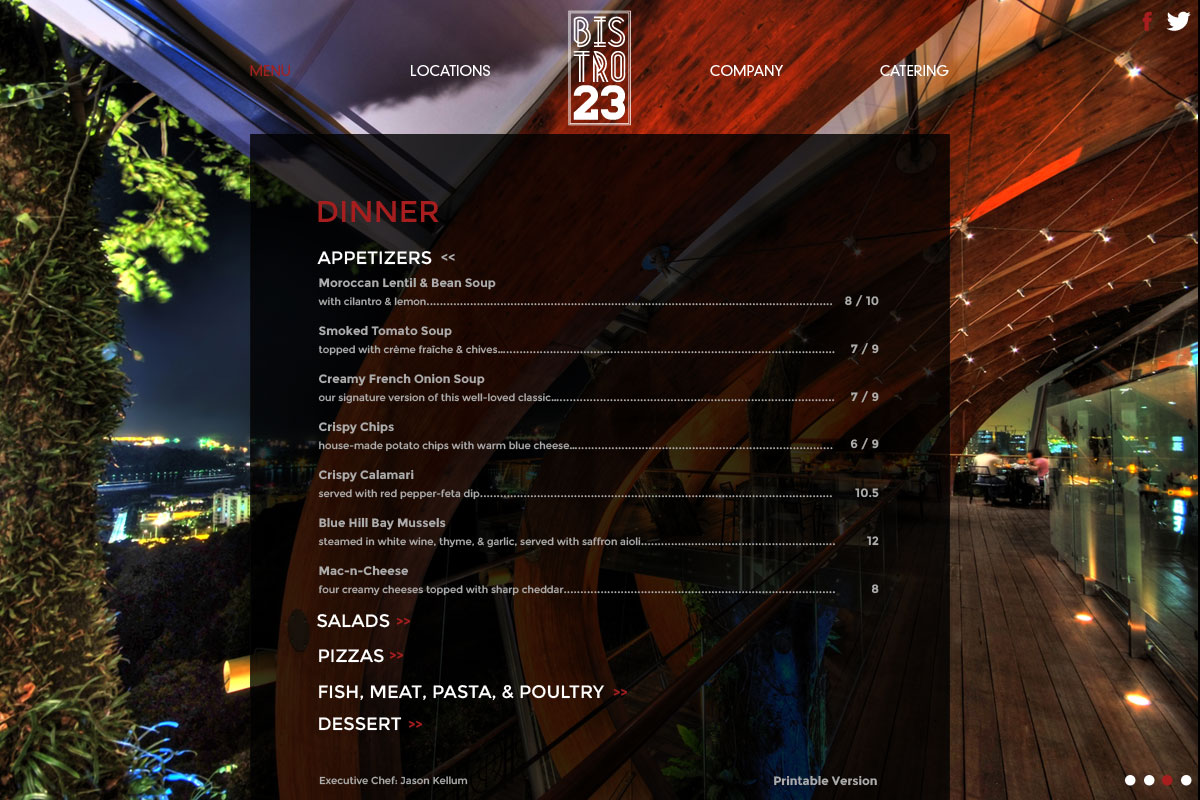 BIS
TRO
23
MENU
LOCATIONS
COMPANY
CATERING
f
DINNER
APPETIZERS <<
Moroccan Lentil & Bean Soup
with cilantro & lemon 8 / 10
Smoked Tomato Soup
topped with crème fraîche & chives 7 / 9
Creamy French Onion Soup
our signature version of this well-loved classic 7 / 9
Crispy Chips
house-made potato chips with warm blue cheese 6 / 9
Crispy Calamari
served with red pepper-feta dip 10.5
Blue Hill Bay Mussels
steamed in white wine, thyme, & garlic, served with saffron aioli 12
Mac-n-Cheese
four creamy cheeses topped with sharp cheddar 8
SALADS >>
PIZZAS >>
FISH, MEAT, PASTA, & POULTRY >>
DESSERT >>
Executive Chef: Jason Kellum
Printable Version